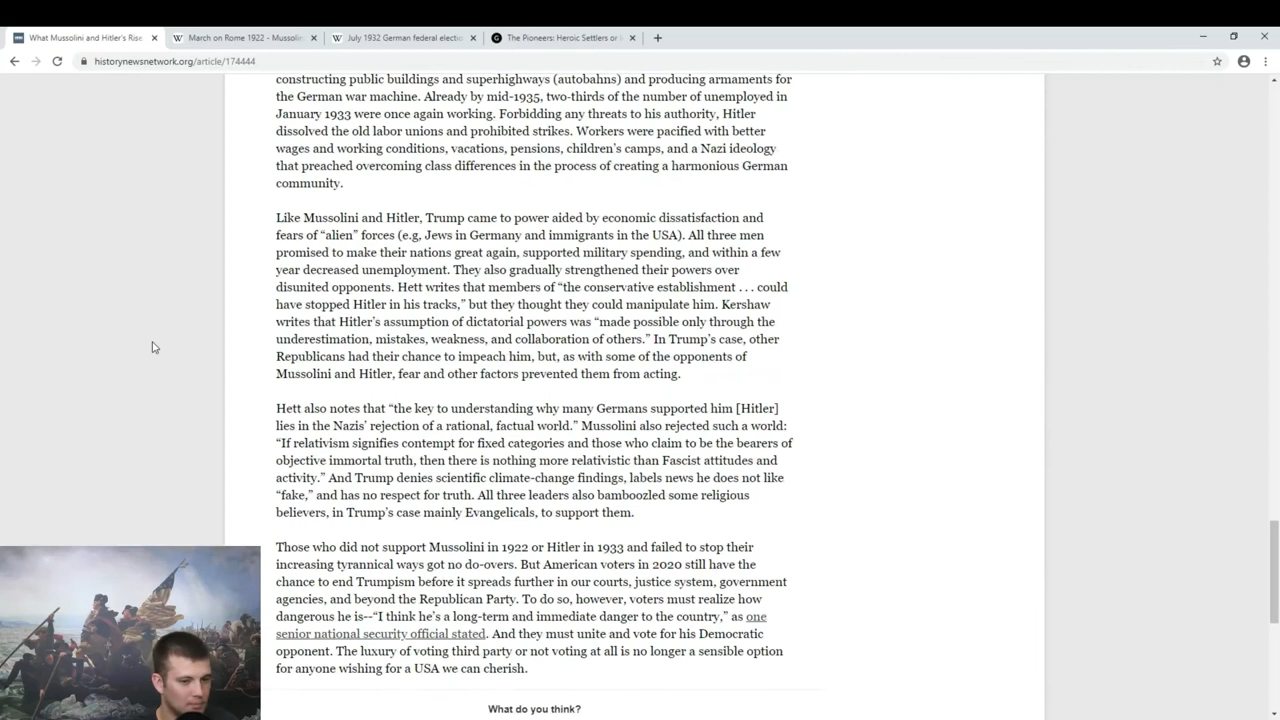 What Mussolini and Hitler's Rise
March on Rome 1922 - Mussolin
July 1932 German federal electio
The Pioneers: Heroic Settlers or
historynewsnetwork.org/article/174444
constructing public buildings and superhighways (autobahns) and producing armaments for
the German war machine. Already by mid-1935, two-thirds of the number of unemployed in
January 1933 were once again working. Forbidding any threats to his authority, Hitler
dissolved the old labor unions and prohibited strikes. Workers were pacified with better
wages and working conditions, vacations, pensions, children's camps, and a Nazi ideology
that preached overcoming class differences in the process of creating a harmonious German
community.
Like Mussolini and Hitler, Trump came to power aided by economic dissatisfaction and
fears of “alien” forces (e.g, Jews in Germany and immigrants in the USA). All three men
promised to make their nations great again, supported military spending, and within a few
year decreased unemployment. They also gradually strengthened their powers over
disunited opponents. Hett writes that members of “the conservative establishment . . . could
have stopped Hitler in his tracks,” but they thought they could manipulate him. Kershaw
writes that Hitler's assumption of dictatorial powers was “made possible only through the
underestimation, mistakes, weakness, and collaboration of others.” In Trump's case, other
Republicans had their chance to impeach him, but, as with some of the opponents of
Mussolini and Hitler, fear and other factors prevented them from acting.
Hett also notes that “the key to understanding why many Germans supported him [Hitler]
lies in the Nazis' rejection of a rational, factual world.” Mussolini also rejected such a world:
“If relativism signifies contempt for fixed categories and those who claim to be the bearers of
objective immortal truth, then there is nothing more relativistic than Fascist attitudes and
activity.” And Trump denies scientific climate-change findings, labels news he does not like
“fake,” and has no respect for truth. All three leaders also bamboozled some religious
believers, in Trump's case mainly Evangelicals, to support them.
Those who did not support Mussolini in 1922 or Hitler in 1933 and failed to stop their
increasing tyrannical ways got no do-overs. But American voters in 2020 still have the
chance to end Trumpism before it spreads further in our courts, justice system, government
agencies, and beyond the Republican Party. To do so, however, voters must realize how
dangerous he is--“I think he's a long-term and immediate danger to the country,” as one
senior national security official stated. And they must unite and vote for his Democratic
opponent. The luxury of voting third party or not voting at all is no longer a sensible option
for anyone wishing for a USA we can cherish.
What do you think?